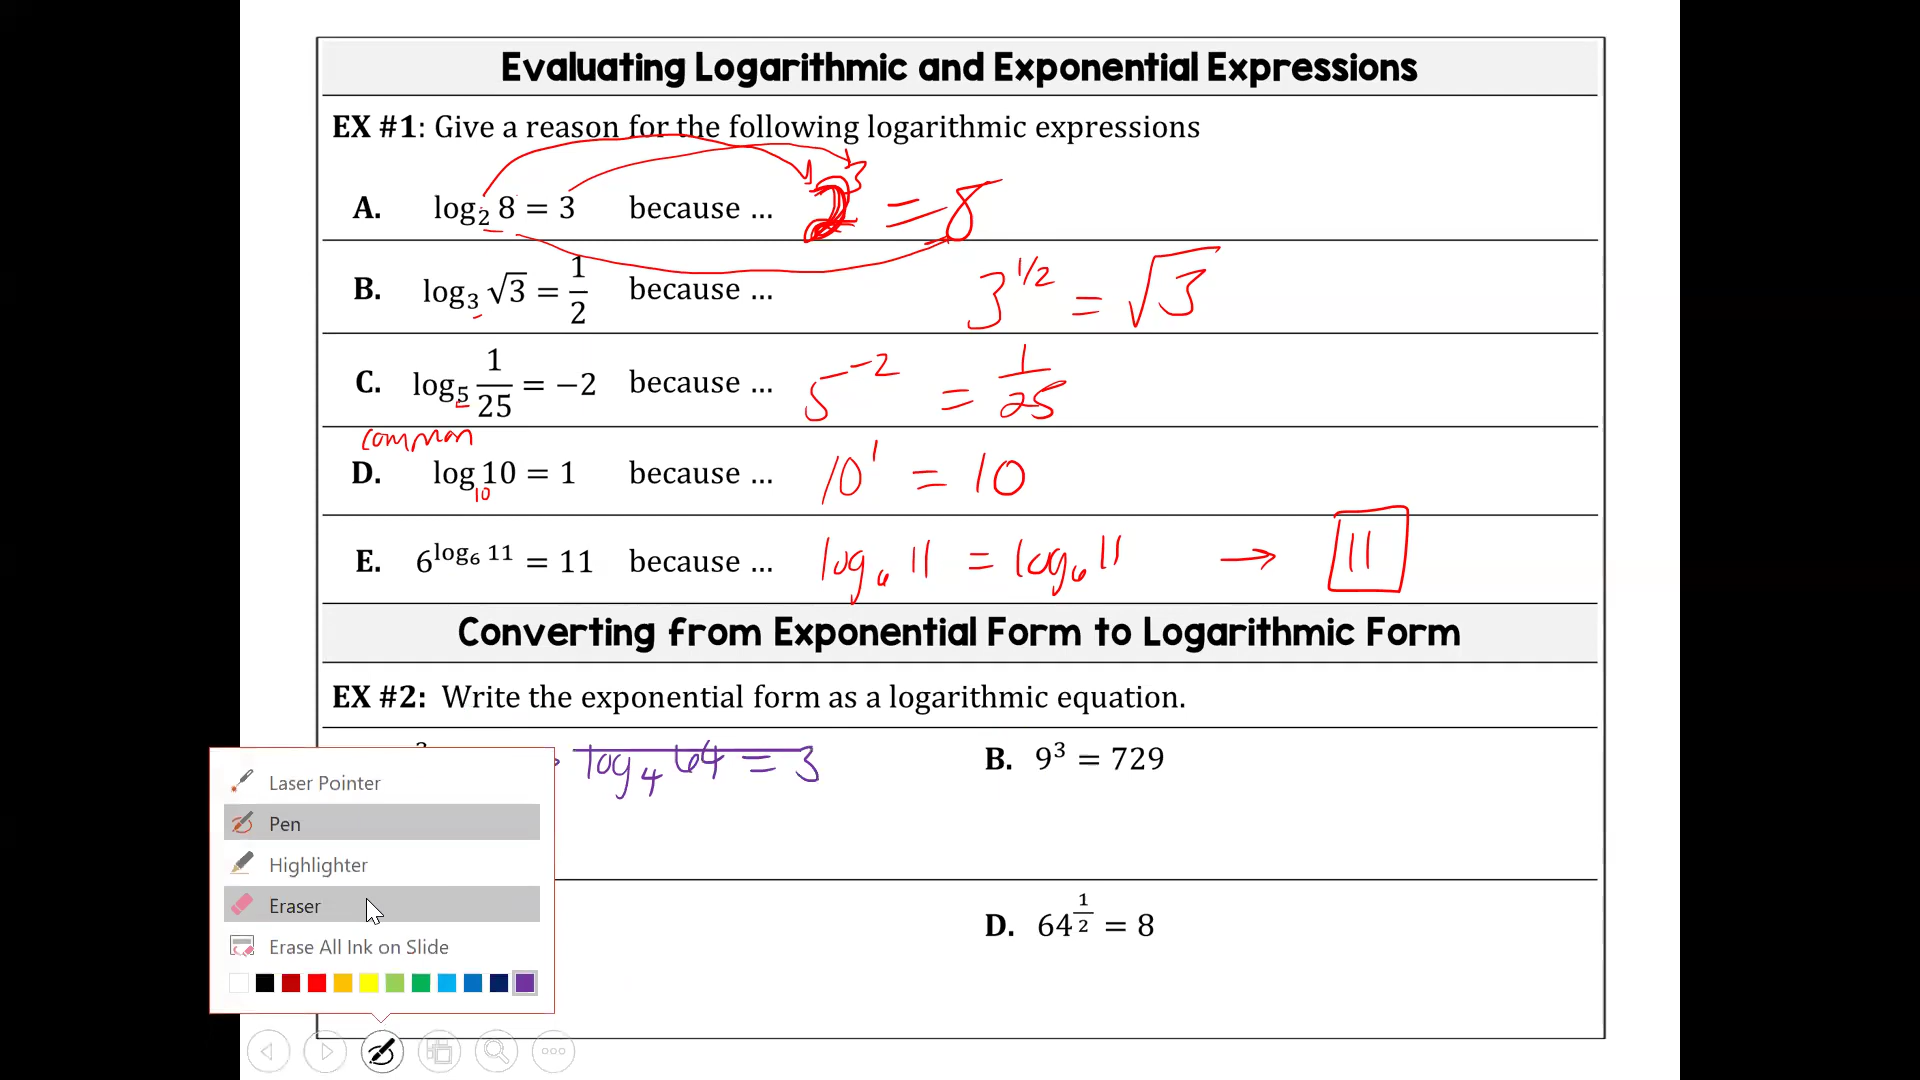 Evaluating Logarithmic and Exponential Expressions
EX #1: Give a reason for the following logarithmic expressions
A. log₂ 8 = 3 because ... 2³ = 8
B. log₃ √3 = 1/2 because ... 3^1/2 = √3
C. log₅ 1/25 = −2 because ... 5⁻² = 1/25
common
D. log 10 = 1 because ... 10¹ = 10
10
E. 6^log₆ 11 = 11 because ... log₆ 11 = log₆ 11 → 11
Converting from Exponential Form to Logarithmic Form
EX #2: Write the exponential form as a logarithmic equation.
log₄ 64 = 3
B. 9³ = 729
D. 64^1/2 = 8
Laser Pointer
Pen
Highlighter
Eraser
Erase All Ink on Slide